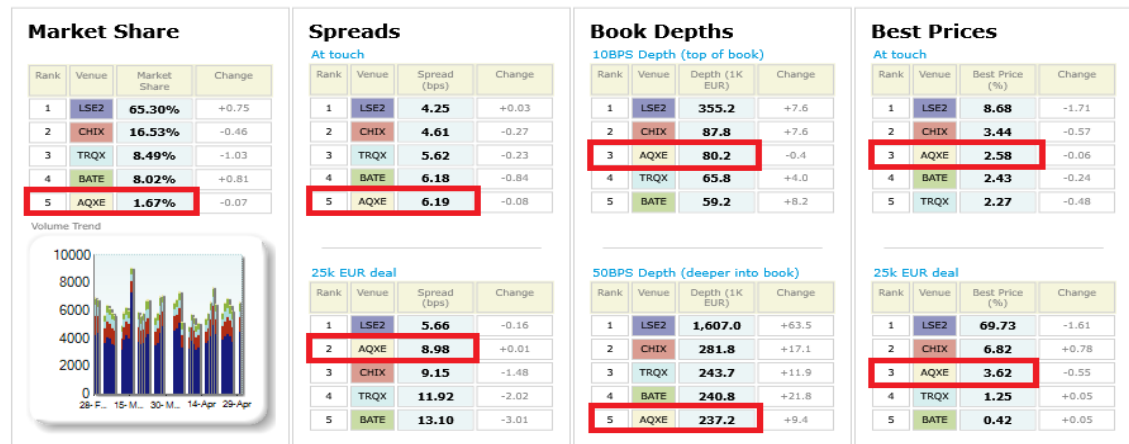 Market Share
Rank Venue Market Share Change
1 LSE2 65.30% +0.75
2 CHIX 16.53% -0.46
3 TRQX 8.49% -1.03
4 BATE 8.02% +0.81
5 AQXE 1.67% -0.07
Volume Trend
10000
8000
6000
4000
2000
0
28- F... 15- M... 30- M... 14-Apr 29-Apr
Spreads
At touch
Rank Venue Spread (bps) Change
1 LSE2 4.25 +0.03
2 CHIX 4.61 -0.27
3 TRQX 5.62 -0.23
4 BATE 6.18 -0.84
5 AQXE 6.19 -0.08
25k EUR deal
Rank Venue Spread (bps) Change
1 LSE2 5.66 -0.16
2 AQXE 8.98 +0.01
3 CHIX 9.15 -1.48
4 TRQX 11.92 -2.02
5 BATE 13.10 -3.01
Book Depths
10BPS Depth (top of book)
Rank Venue Depth (1K EUR) Change
1 LSE2 355.2 +7.6
2 CHIX 87.8 +7.6
3 AQXE 80.2 -0.4
4 TRQX 65.8 +4.0
5 BATE 59.2 +8.2
50BPS Depth (deeper into book)
Rank Venue Depth (1K EUR) Change
1 LSE2 1,607.0 +63.5
2 CHIX 281.8 +17.1
3 TRQX 243.7 +11.9
4 BATE 240.8 +21.8
5 AQXE 237.2 +9.4
Best Prices
At touch
Rank Venue Best Price (%) Change
1 LSE2 8.68 -1.71
2 CHIX 3.44 -0.57
3 AQXE 2.58 -0.06
4 BATE 2.43 -0.24
5 TRQX 2.27 -0.48
25k EUR deal
Rank Venue Best Price (%) Change
1 LSE2 69.73 -1.61
2 CHIX 6.82 +0.78
3 AQXE 3.62 -0.55
4 TRQX 1.25 +0.05
5 BATE 0.42 +0.05